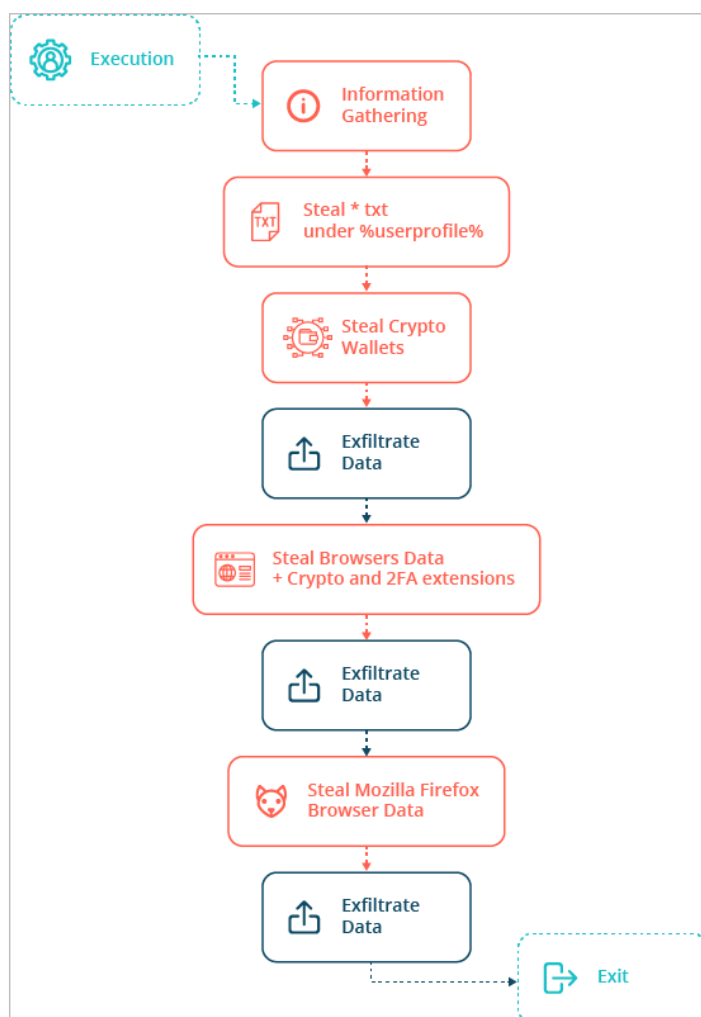 Execution
Information
Gathering
TXT
Steal * txt
under %userprofile%
Steal Crypto
Wallets
Exfiltrate
Data
Steal Browsers Data
+ Crypto and 2FA extensions
Exfiltrate
Data
Steal Mozilla Firefox
Browser Data
Exfiltrate
Data
Exit